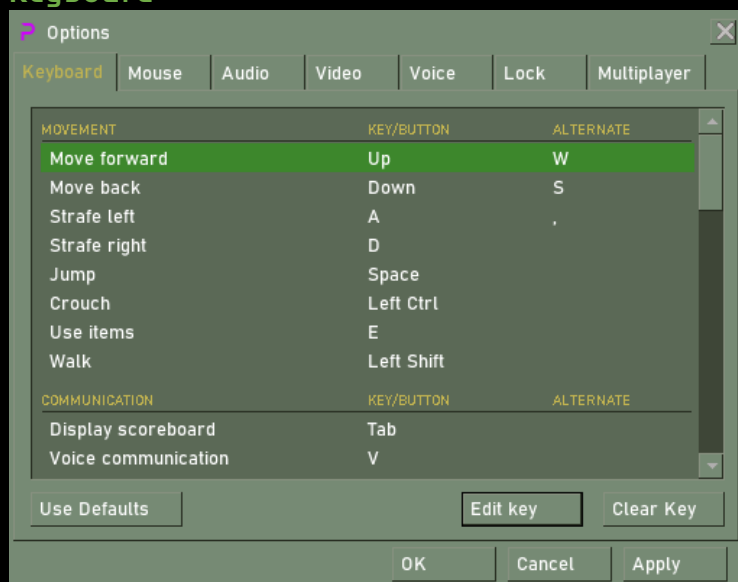 Keyboard
Options
Keyboard Mouse Audio Video Voice Lock Multiplayer
MOVEMENT KEY/BUTTON ALTERNATE
Move forward Up W
Move back Down S
Strafe left A ,
Strafe right D
Jump Space
Crouch Left Ctrl
Use items E
Walk Left Shift
COMMUNICATION KEY/BUTTON ALTERNATE
Display scoreboard Tab
Voice communication V
Use Defaults Edit key Clear Key
OK Cancel Apply